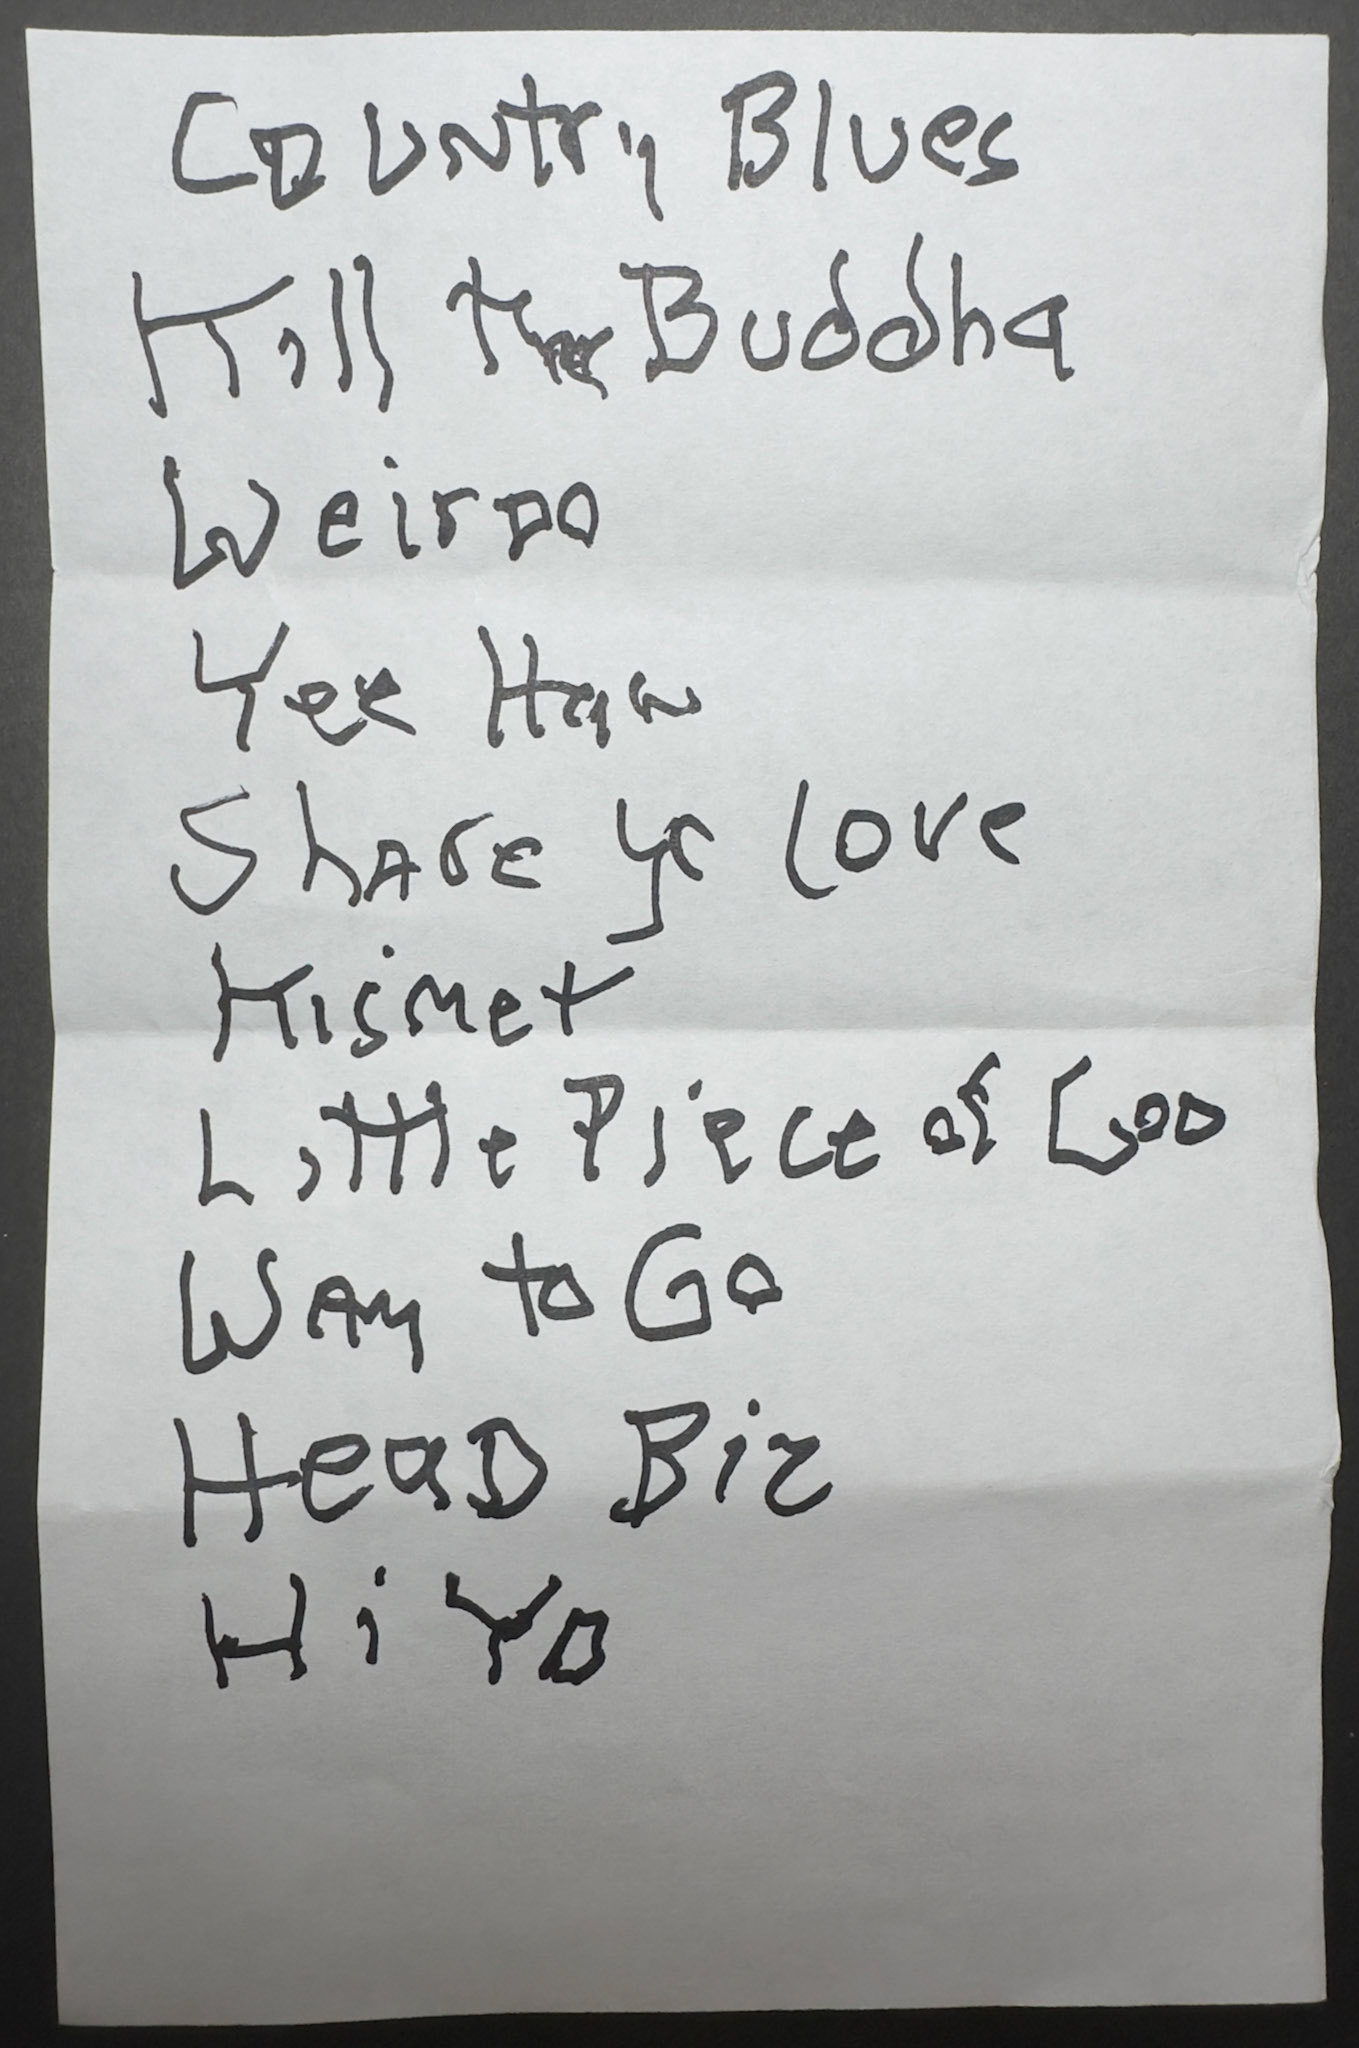 Country Blues
Kill the Buddha
Weirdo
Yee Haw
Share yr Love
Kismet
Little Piece of God
Way to Go
Head Biz
Hi Yo